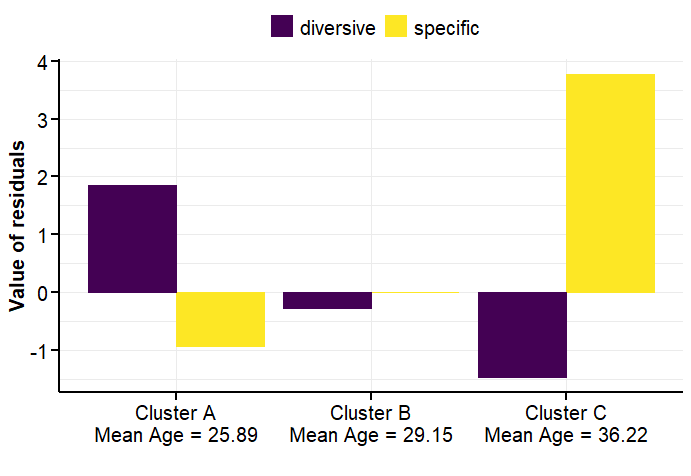 diversive specific
Value of residuals
4
3
2
1
0
-1
Cluster A Cluster B Cluster C
Mean Age = 25.89 Mean Age = 29.15 Mean Age = 36.22